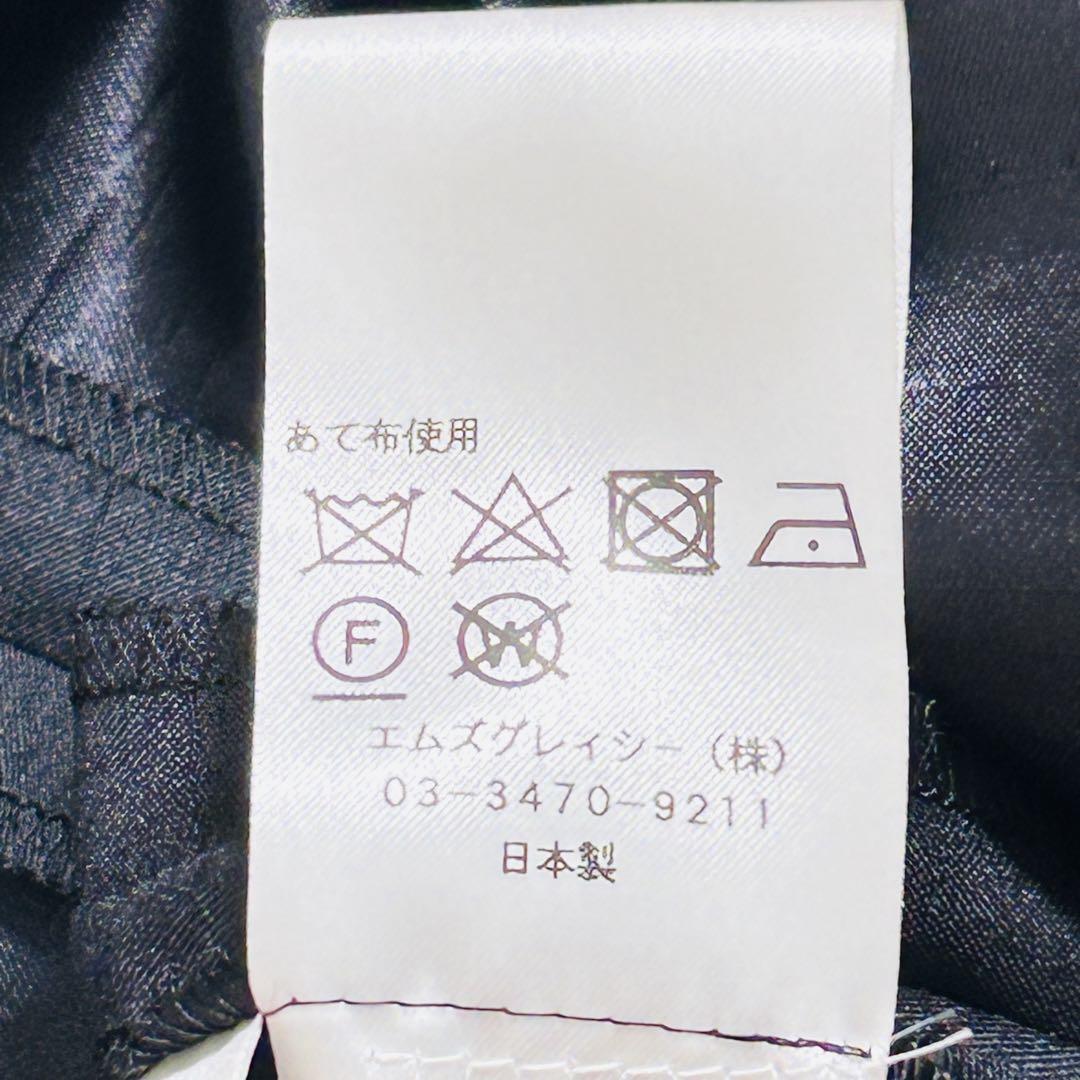 あて布使用
F
W
エムズグレイシー(株)
03-3470-9211
日本製